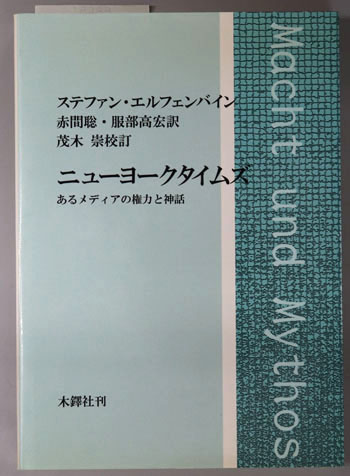 ステファン・エルフェンバイン
赤間聡・服部高宏訳
茂木 崇校訂
ニューヨークタイムズ
あるメディアの権力と神話
木鐸社刊
Macht und Mythos